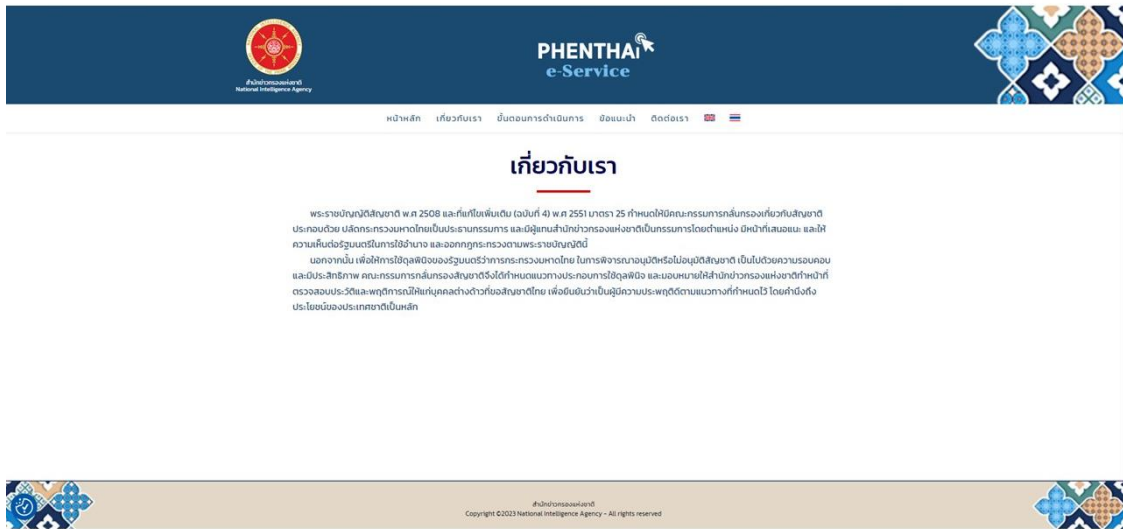 สำนักข่าวกรองแห่งชาติ
National Intelligence Agency
PHENTHAI
e-Service
หน้าหลัก เกี่ยวกับเรา ขั้นตอนการดำเนินการ ข้อแนะนำ ติดต่อเรา
เกี่ยวกับเรา
พระราชบัญญัติสัญชาติ พ.ศ 2508 และที่แก้ไขเพิ่มเติม (ฉบับที่ 4) พ.ศ 2551 มาตรา 25 กำหนดให้มีคณะกรรมการกลั่นกรองเกี่ยวกับสัญชาติ
ประกอบด้วย ปลัดกระทรวงมหาดไทยเป็นประธานกรรมการ และมีผู้แทนสำนักข่าวกรองแห่งชาติเป็นกรรมการโดยตำแหน่ง มีหน้าที่เสนอแนะ และให้
ความเห็นต่อรัฐมนตรีในการใช้อำนาจ และออกกฎกระทรวงตามพระราชบัญญัตินี้
นอกจากนั้น เพื่อให้การใช้ดุลพินิจของรัฐมนตรีว่าการกระทรวงมหาดไทย ในการพิจารณาอนุมัติหรือไม่อนุมัติสัญชาติ เป็นไปด้วยความรอบคอบ
และมีประสิทธิภาพ คณะกรรมการกลั่นกรองสัญชาติจึงได้กำหนดแนวทางประกอบการใช้ดุลพินิจ และมอบหมายให้สำนักข่าวกรองแห่งชาติทำหน้าที่
ตรวจสอบประวัติและพฤติการณ์ให้แก่บุคคลต่างด้าวที่ขอสัญชาติไทย เพื่อยืนยันว่าเป็นผู้มีความประพฤติดีตามแนวทางที่กำหนดไว้ โดยคำนึงถึง
ประโยชน์ของประเทศชาติเป็นหลัก
สำนักข่าวกรองแห่งชาติ
Copyright ©2023 National Intelligence Agency – All rights reserved